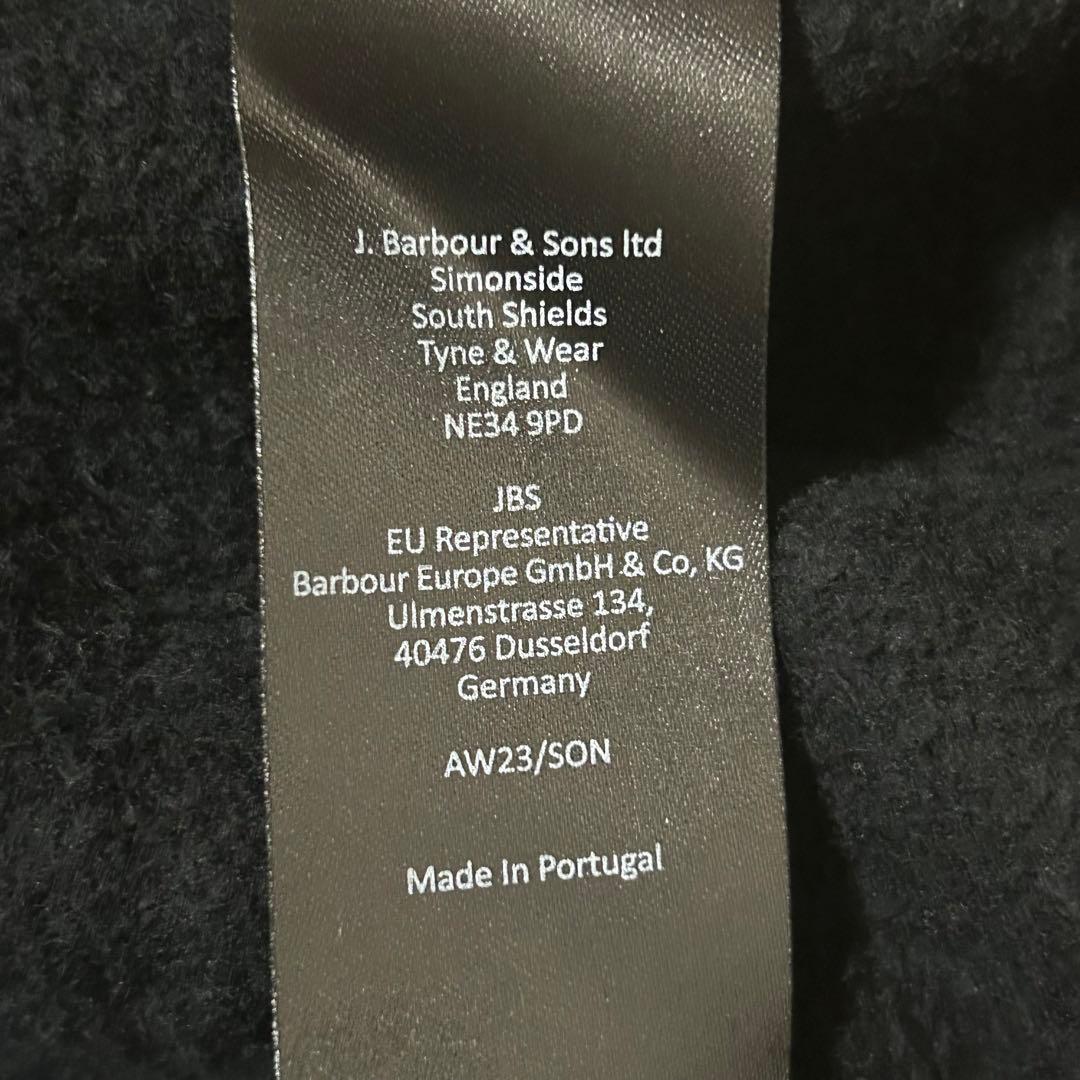 J. Barbour & Sons ltd
Simonside
South Shields
Tyne & Wear
England
NE34 9PD
JBS
EU Representative
Barbour Europe GmbH & Co, KG
Ulmenstrasse 134,
40476 Dusseldorf
Germany
AW23/SON
Made In Portugal